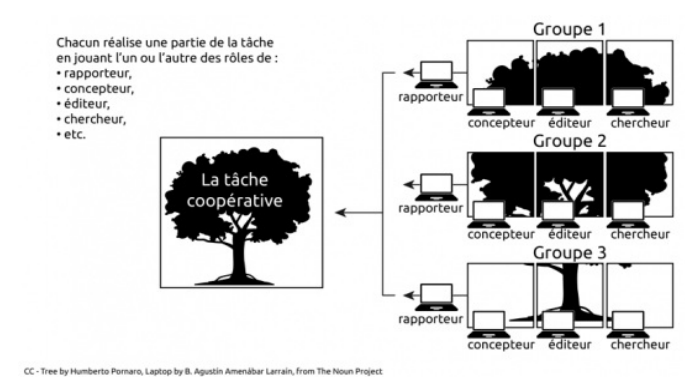 Chacun réalise une partie de la tâche
en jouant l'un ou l'autre des rôles de :
• rapporteur,
• concepteur,
• éditeur,
• chercheur,
• etc.
La tâche
coopérative
Groupe 1
rapporteur
concepteur éditeur chercheur
Groupe 2
rapporteur
concepteur éditeur chercheur
Groupe 3
rapporteur
concepteur éditeur chercheur
CC - Tree by Humberto Pornaro, Laptop by B. Agustín Amenábar Larraín, from The Noun Project